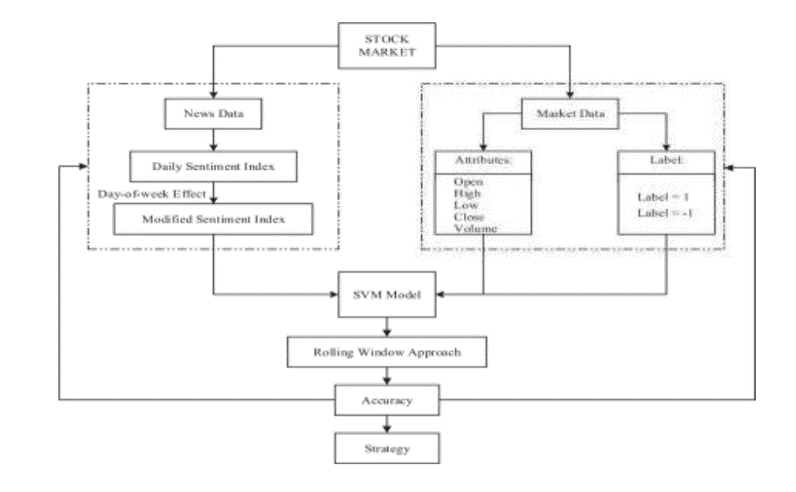 STOCK
MARKET
News Data
Daily Sentiment Index
Day-of-week Effect
Modified Sentiment Index
Market Data
Attributes:
Open
High
Low
Close
Volume
Label:
Label = 1
Label = -1
SVM Model
Rolling Window Approach
Accuracy
Strategy